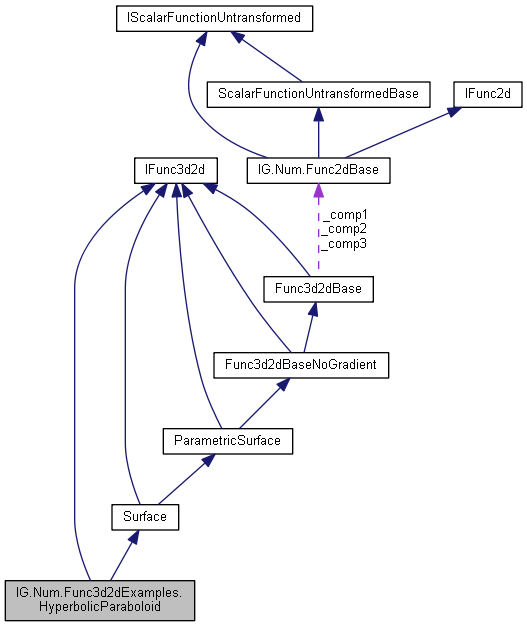 IScalarFunctionUntransformed
ScalarFunctionUntransformedBase
IFunc2d
IFunc3d2d
IG.Num.Func2dBase
_comp1
_comp2
_comp3
Func3d2dBase
Func3d2dBaseNoGradient
ParametricSurface
Surface
IG.Num.Func3d2dExamples.
HyperbolicParaboloid